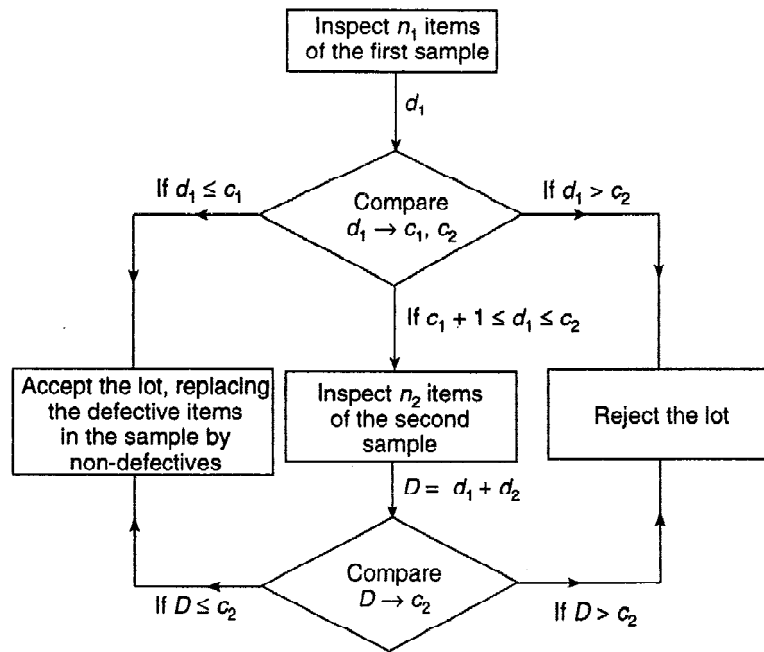 Inspect n₁ items
of the first sample
d₁
If d₁ ≤ c₁
Compare
d₁ → c₁, c₂
If d₁ > c₂
If c₁ + 1 ≤ d₁ ≤ c₂
Accept the lot, replacing
the defective items
in the sample by
non-defectives
Inspect n₂ items
of the second
sample
Reject the lot
D = d₁ + d₂
If D ≤ c₂
Compare
D → c₂
If D > c₂